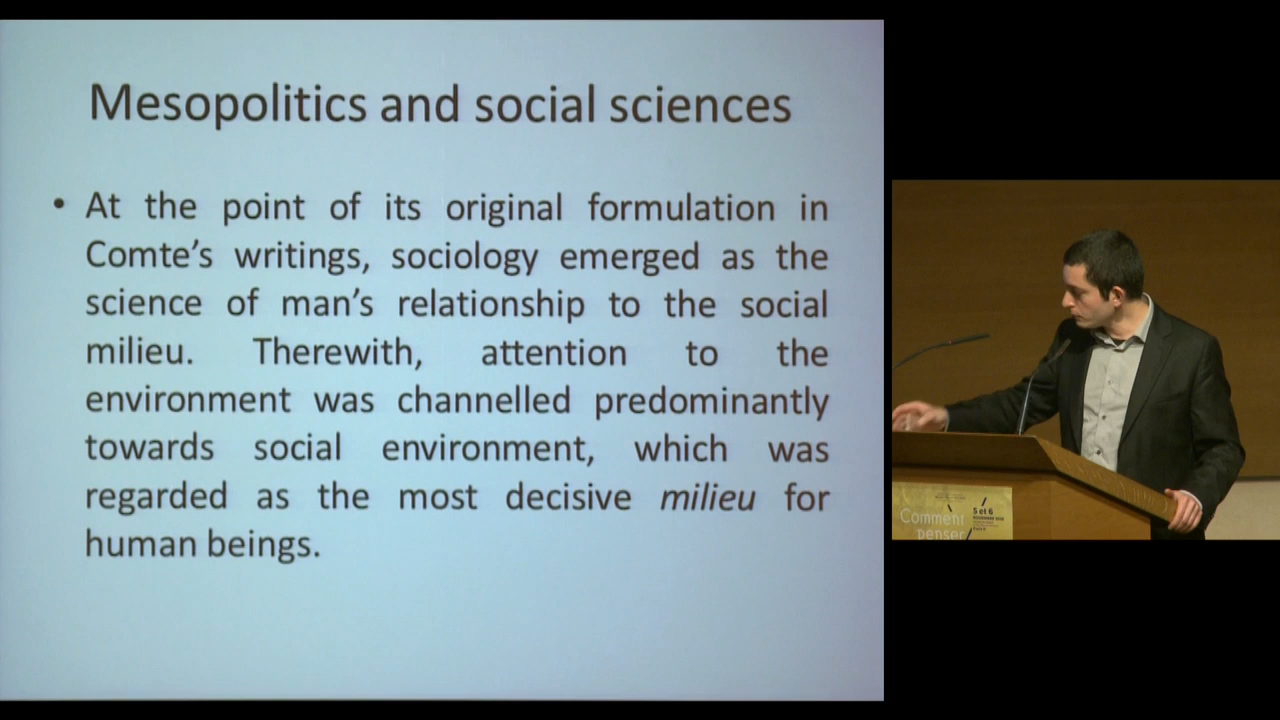 Mesopolitics and social sciences
• At the point of its original formulation in
Comte's writings, sociology emerged as the
science of man's relationship to the social
milieu. Therewith, attention to the
environment was channelled predominantly
towards social environment, which was
regarded as the most decisive milieu for
human beings.
Comment
penser
5 et 6